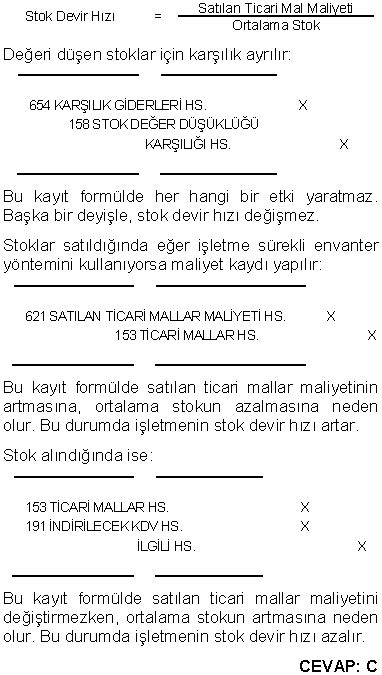 Stok Devir Hızı = Satılan Ticari Mal Maliyeti
Ortalama Stok
Değeri düşen stoklar için karşılık ayrılır:
654 KARŞILIK GİDERLERİ HS. X
158 STOK DEĞER DÜŞÜKLÜĞÜ
KARŞILIĞI HS. X
Bu kayıt formülde her hangi bir etki yaratmaz.
Başka bir deyişle, stok devir hızı değişmez.
Stoklar satıldığında eğer işletme sürekli envanter
yöntemini kullanıyorsa maliyet kaydı yapılır:
621 SATILAN TİCARİ MALLAR MALİYETİ HS. X
153 TİCARİ MALLAR HS. X
Bu kayıt formülde satılan ticari mallar maliyetinin
artmasına, ortalama stokun azalmasına neden
olur. Bu durumda işletmenin stok devir hızı artar.
Stok alındığında ise:
153 TİCARİ MALLAR HS. X
191 İNDİRİLECEK KDV HS. X
İLGİLİ HS. X
Bu kayıt formülde satılan ticari mallar maliyetini
değiştirmezken, ortalama stokun artmasına neden
olur. Bu durumda işletmenin stok devir hızı azalır.
CEVAP: C